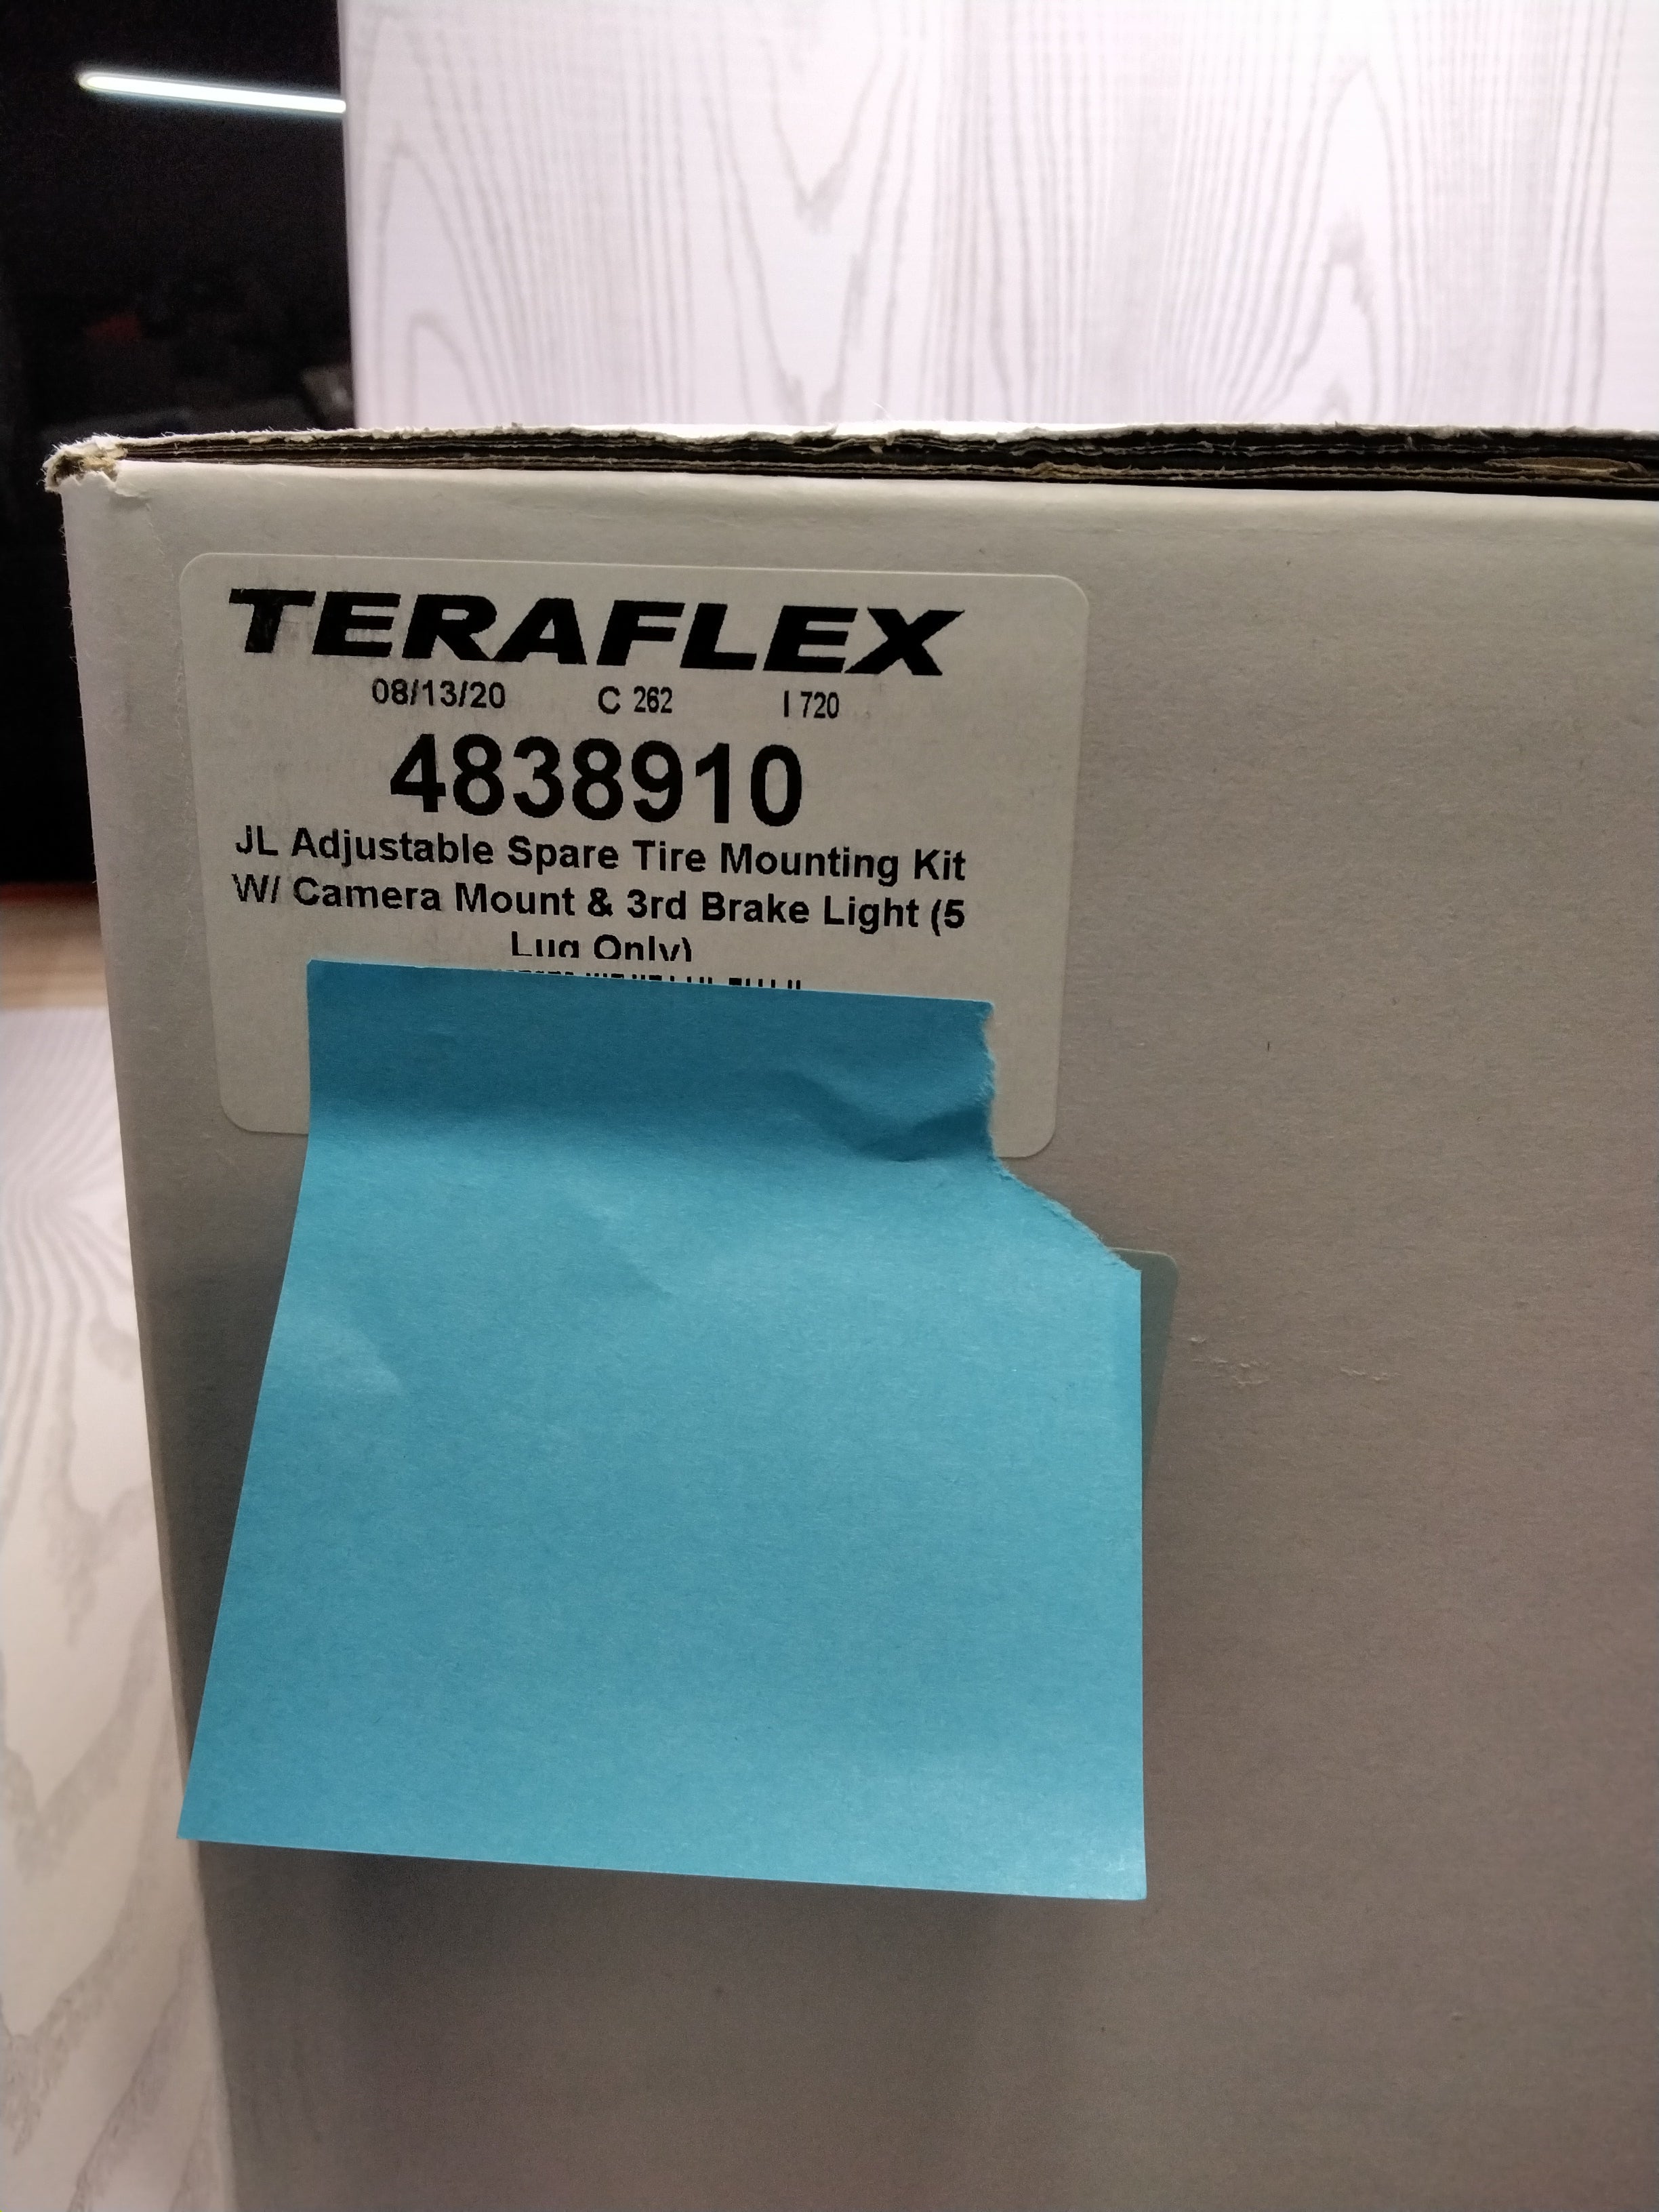 TERAFLEX
08/13/20 C 262 I 720
4838910
JL Adjustable Spare Tire Mounting Kit
W/ Camera Mount & 3rd Brake Light (5
Lug Only)